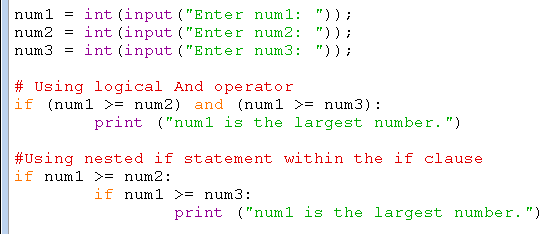 num1 = int(input("Enter num1: "));
num2 = int(input("Enter num2: "));
num3 = int(input("Enter num3: "));
# Using logical And operator
if (num1 >= num2) and (num1 >= num3):
print ("num1 is the largest number.")
#Using nested if statement within the if clause
if num1 >= num2:
if num1 >= num3:
print ("num1 is the largest number.")